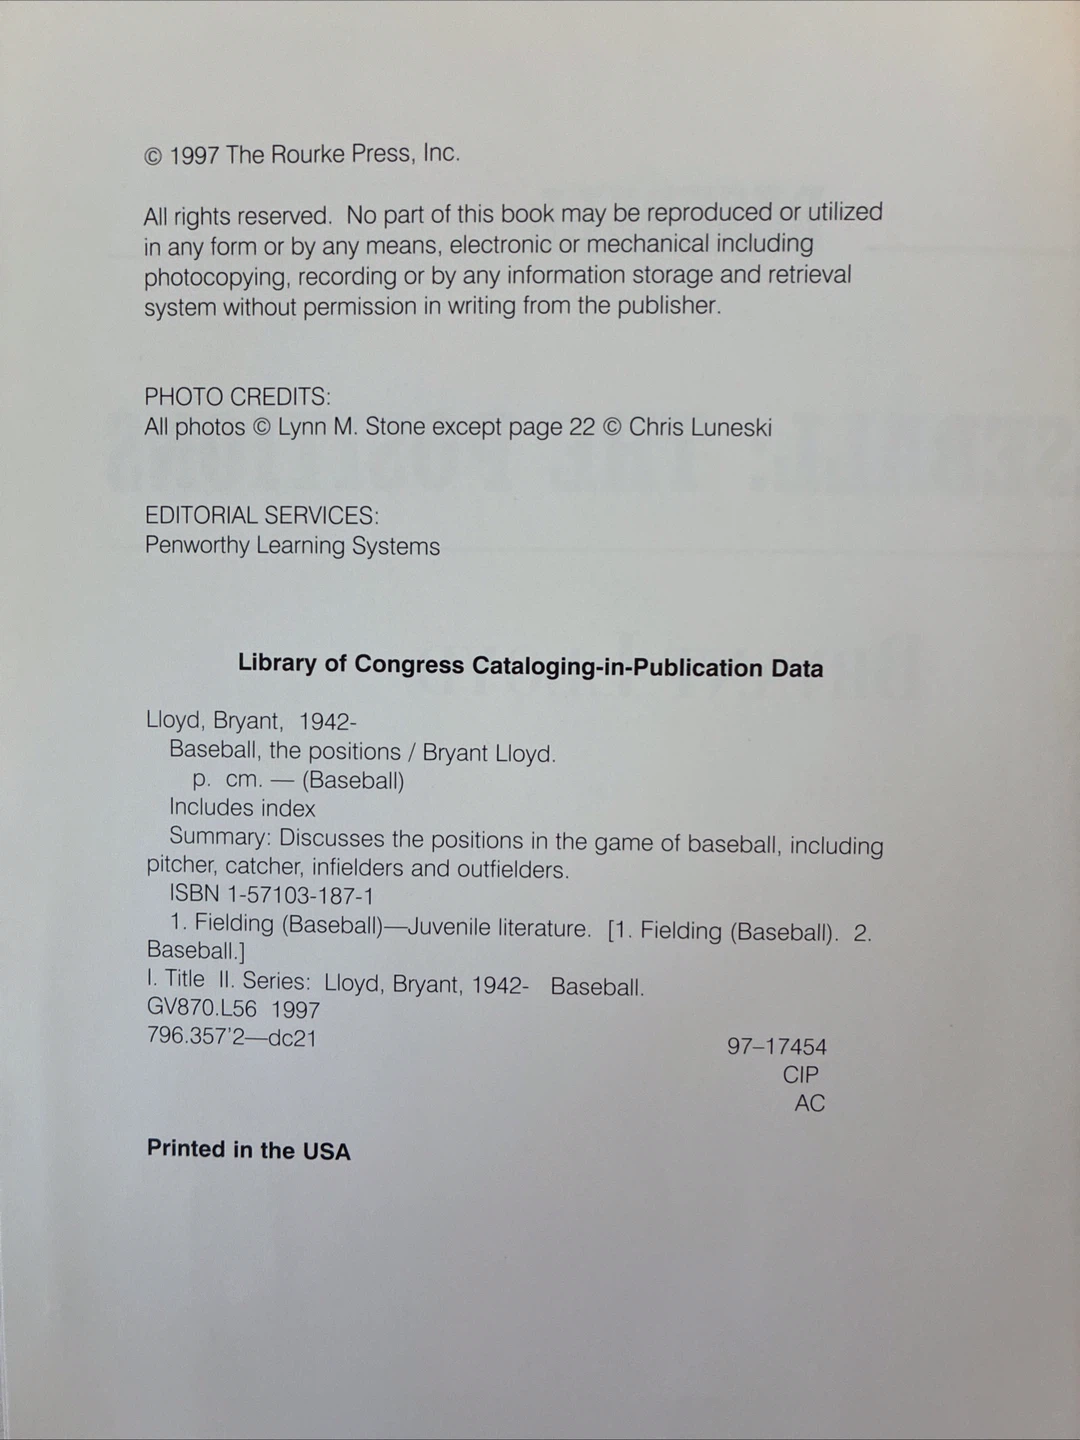 © 1997 The Rourke Press, Inc.
All rights reserved.  No part of this book may be reproduced or utilized
in any form or by any means, electronic or mechanical including
photocopying, recording or by any information storage and retrieval
system without permission in writing from the publisher.
PHOTO CREDITS:
All photos © Lynn M. Stone except page 22 © Chris Luneski
EDITORIAL SERVICES:
Penworthy Learning Systems
Library of Congress Cataloging-in-Publication Data
Lloyd, Bryant,  1942-
Baseball, the positions / Bryant Lloyd.
p.  cm. — (Baseball)
Includes index
Summary: Discusses the positions in the game of baseball, including
pitcher, catcher, infielders and outfielders.
ISBN 1-57103-187-1
1. Fielding (Baseball)—Juvenile literature.  [1. Fielding (Baseball).  2.
Baseball.]
I. Title  II. Series:  Lloyd, Bryant, 1942-   Baseball.
GV870.L56  1997
796.357'2—dc21
97–17454
CIP
AC
Printed in the USA